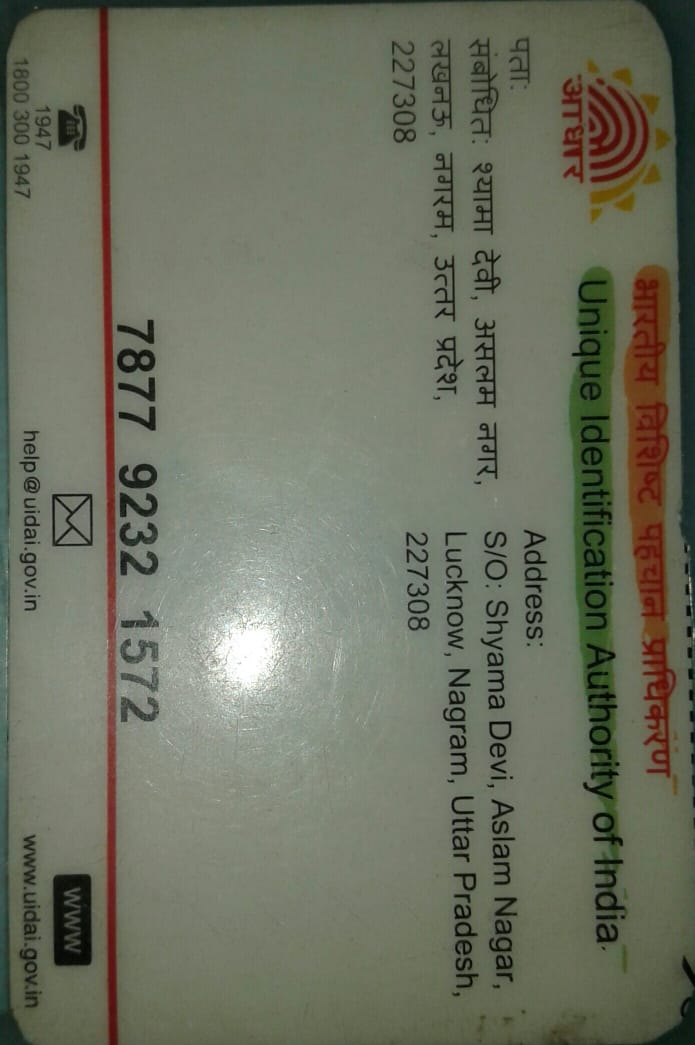 भारतीय विशिष्ट पहचान प्राधिकरण
Unique Identification Authority of India
आधार
पता:
संबोधित: श्यामा देवी, असलम नगर,
लखनऊ, नगरम, उत्तर प्रदेश,
227308
Address:
S/O: Shyama Devi, Aslam Nagar,
Lucknow, Nagram, Uttar Pradesh,
227308
7877 9232 1572
1947
1800 300 1947
help@uidai.gov.in
www
www.uidai.gov.in